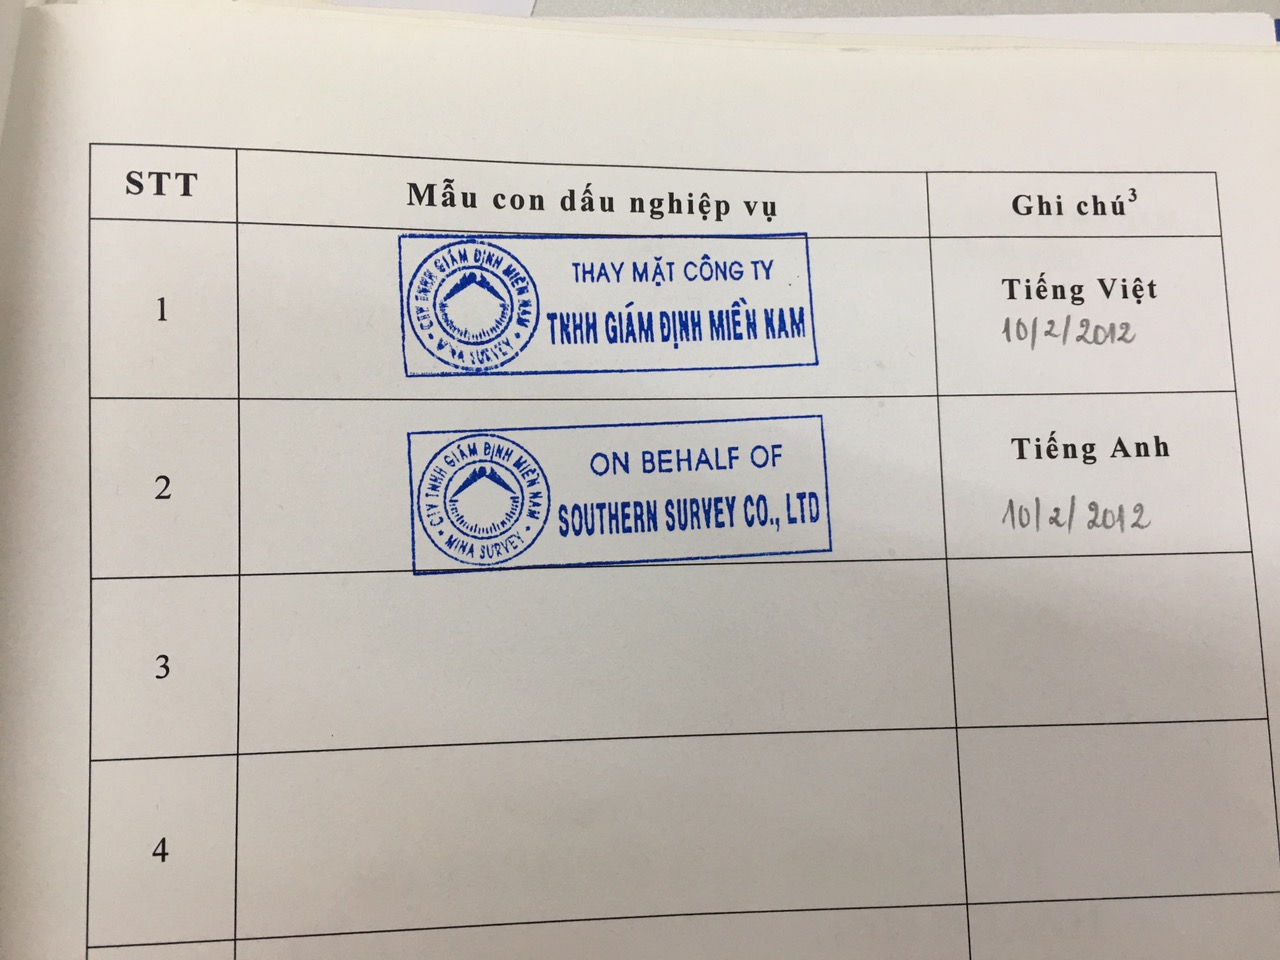 STT
Mẫu con dấu nghiệp vụ
Ghi chú³
1
CTY TNHH GIÁM ĐỊNH MIỀN NAM
MINA SURVEY
THAY MẶT CÔNG TY
TNHH GIÁM ĐỊNH MIỀN NAM
Tiếng Việt
10/2/2012
2
CTY TNHH GIÁM ĐỊNH MIỀN NAM
MINA SURVEY
ON BEHALF OF
SOUTHERN SURVEY CO., LTD
Tiếng Anh
10/2/2012
3
4